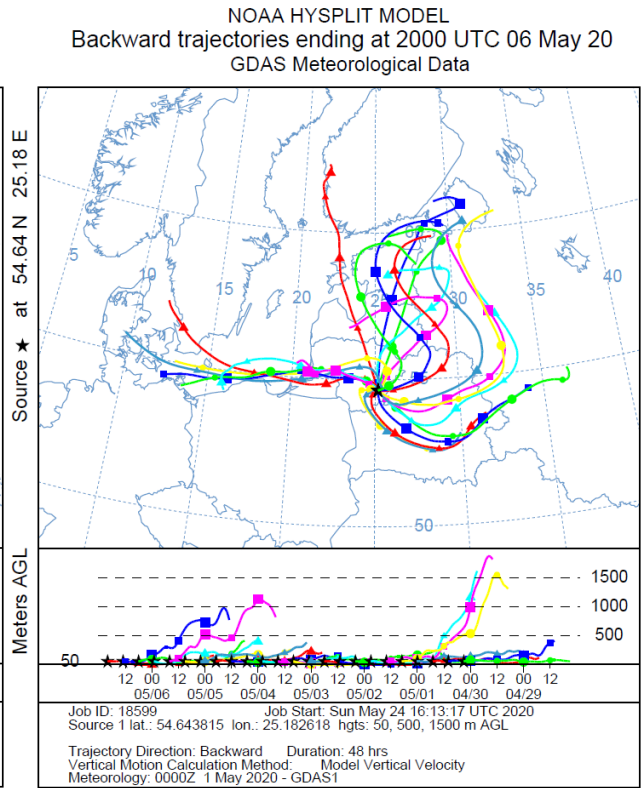 NOAA HYSPLIT MODEL
Backward trajectories ending at 2000 UTC 06 May 20
GDAS Meteorological Data
Source ★ at 54.64 N 25.18 E
5
10
15
20
25
30
35
40
60
50
Meters AGL
1500
1000
500
50
12 00 12 00 12 00 12 00 12 00 12 00 12 00 12 00 12
05/06 05/05 05/04 05/03 05/02 05/01 04/30 04/29
Job ID: 18599 Job Start: Sun May 24 16:13:17 UTC 2020
Source 1 lat.: 54.643815 lon.: 25.182618 hgts: 50, 500, 1500 m AGL
Trajectory Direction: Backward Duration: 48 hrs
Vertical Motion Calculation Method: Model Vertical Velocity
Meteorology: 0000Z 1 May 2020 - GDAS1